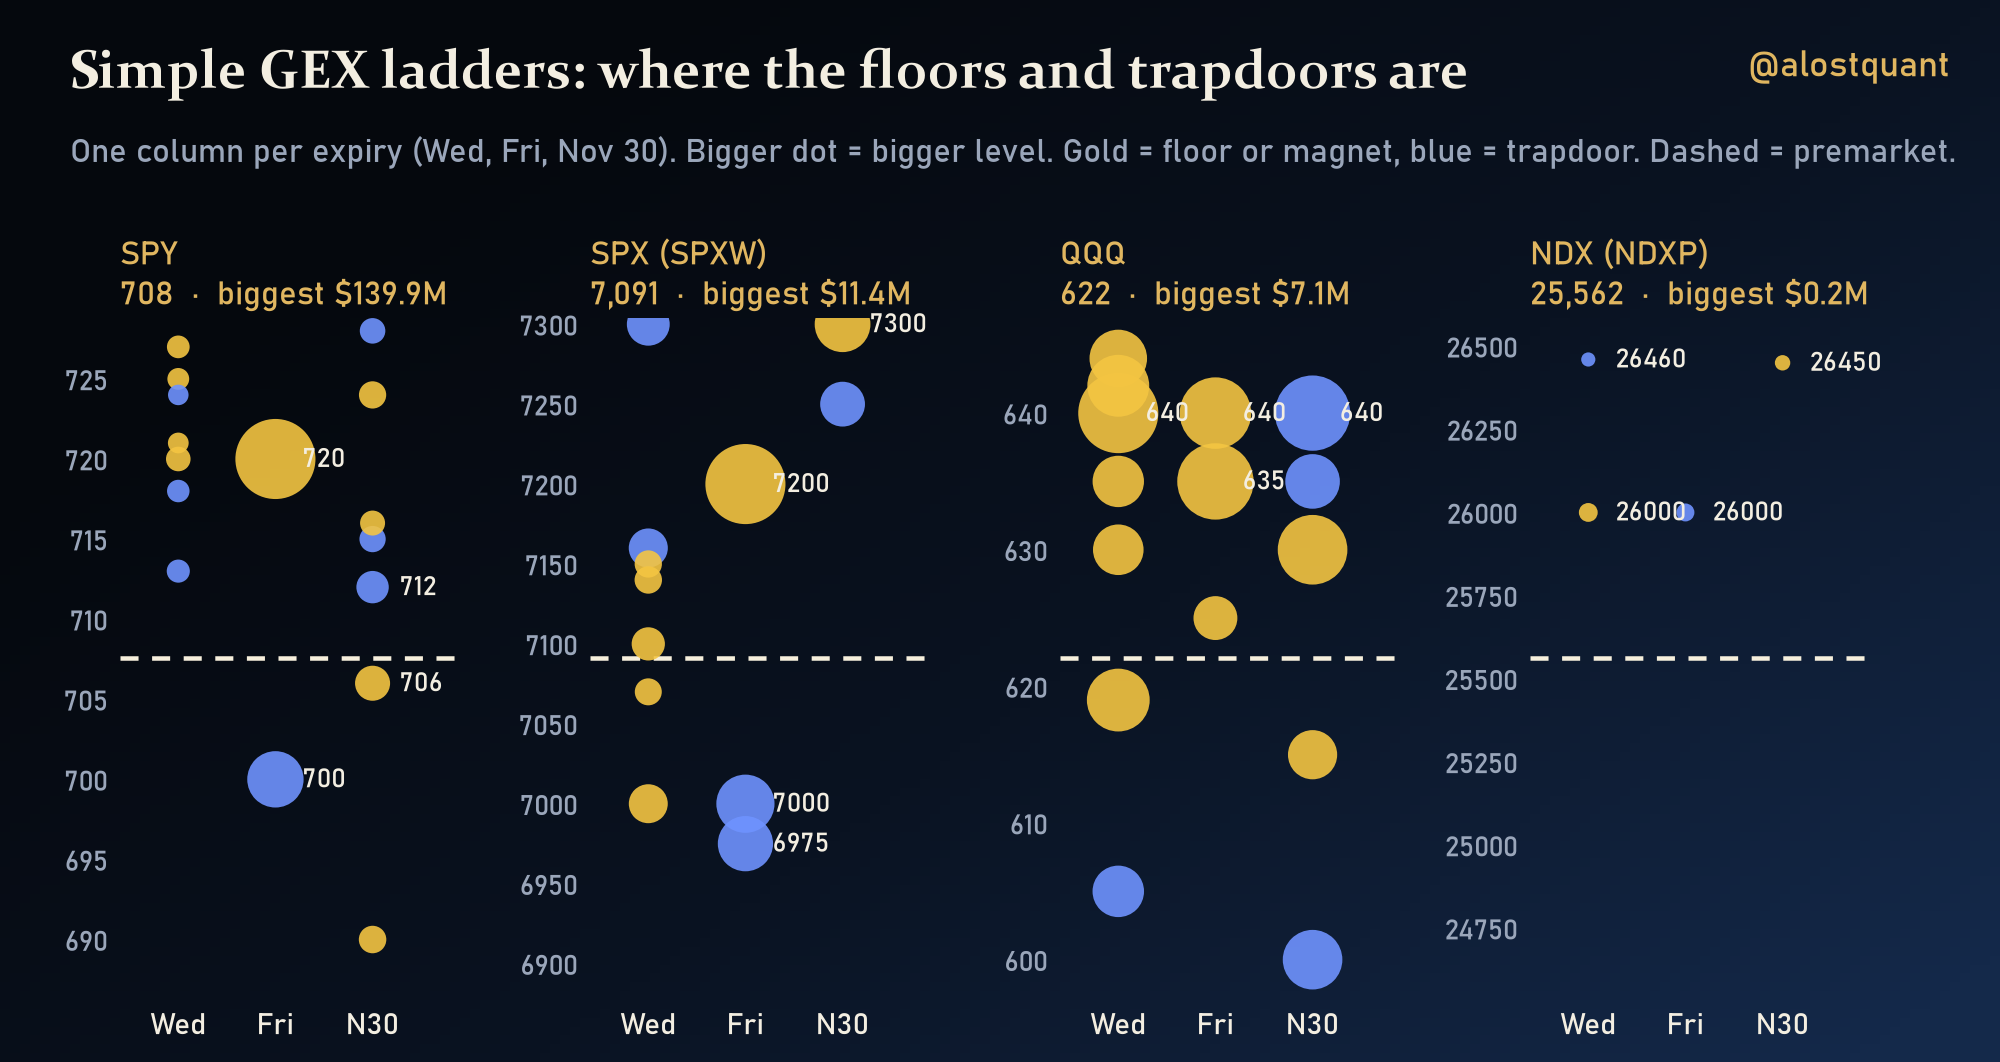 Simple GEX ladders: where the floors and trapdoors are
@alostquant
One column per expiry (Wed, Fri, Nov 30). Bigger dot = bigger level. Gold = floor or magnet, blue = trapdoor. Dashed = premarket.
SPY
708 · biggest $139.9M
725
720
715
710
705
700
695
690
720
712
706
700
Wed Fri N30
SPX (SPXW)
7,091 · biggest $11.4M
7300
7250
7200
7150
7100
7050
7000
6950
6900
7300
7200
7000
6975
Wed Fri N30
QQQ
622 · biggest $7.1M
640
630
620
610
600
640 640 640
635
Wed Fri N30
NDX (NDXP)
25,562 · biggest $0.2M
26500
26250
26000
25750
25500
25250
25000
24750
26460 26450
26000 26000
Wed Fri N30